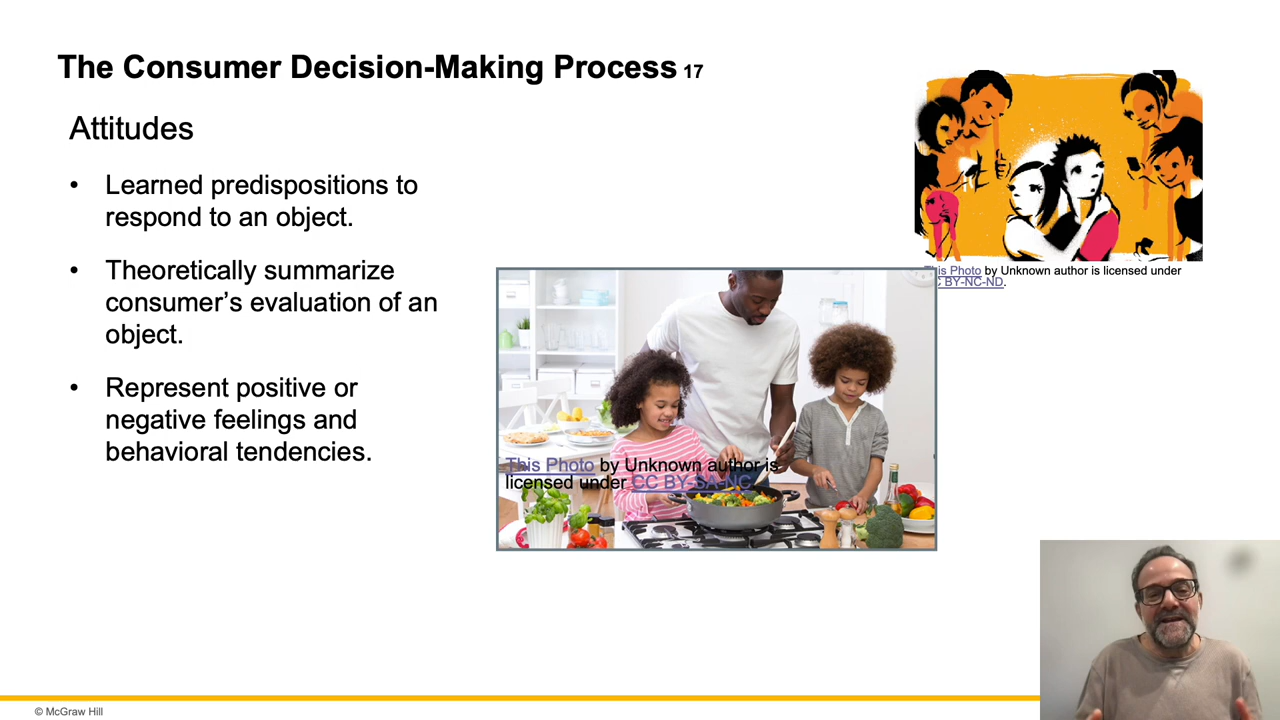 The Consumer Decision-Making Process 17
Attitudes
• Learned predispositions to
respond to an object.
• Theoretically summarize
consumer’s evaluation of an
object.
• Represent positive or
negative feelings and
behavioral tendencies.
This Photo by Unknown author is licensed under
CC BY-NC-ND.
This Photo by Unknown author is
licensed under CC BY-SA-NC
© McGraw Hill